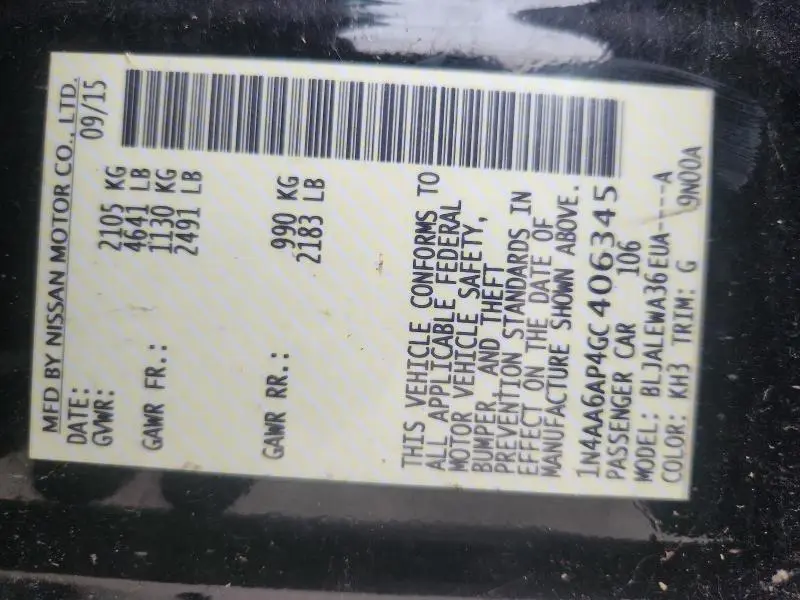 MFD BY NISSAN MOTOR CO., LTD.
DATE: 09/15
GVWR: 2105 KG
4641 LB
GAWR FR.: 1130 KG
2491 LB
GAWR RR.: 990 KG
2183 LB
THIS VEHICLE CONFORMS TO
ALL APPLICABLE FEDERAL
MOTOR VEHICLE SAFETY,
BUMPER, AND THEFT
PREVENTION STANDARDS IN
EFFECT ON THE DATE OF
MANUFACTURE SHOWN ABOVE.
1N4AA6AP4GC406345
PASSENGER CAR 106
MODEL: BLJALEWA36EUA----A
COLOR: KH3 TRIM: G 9N00A